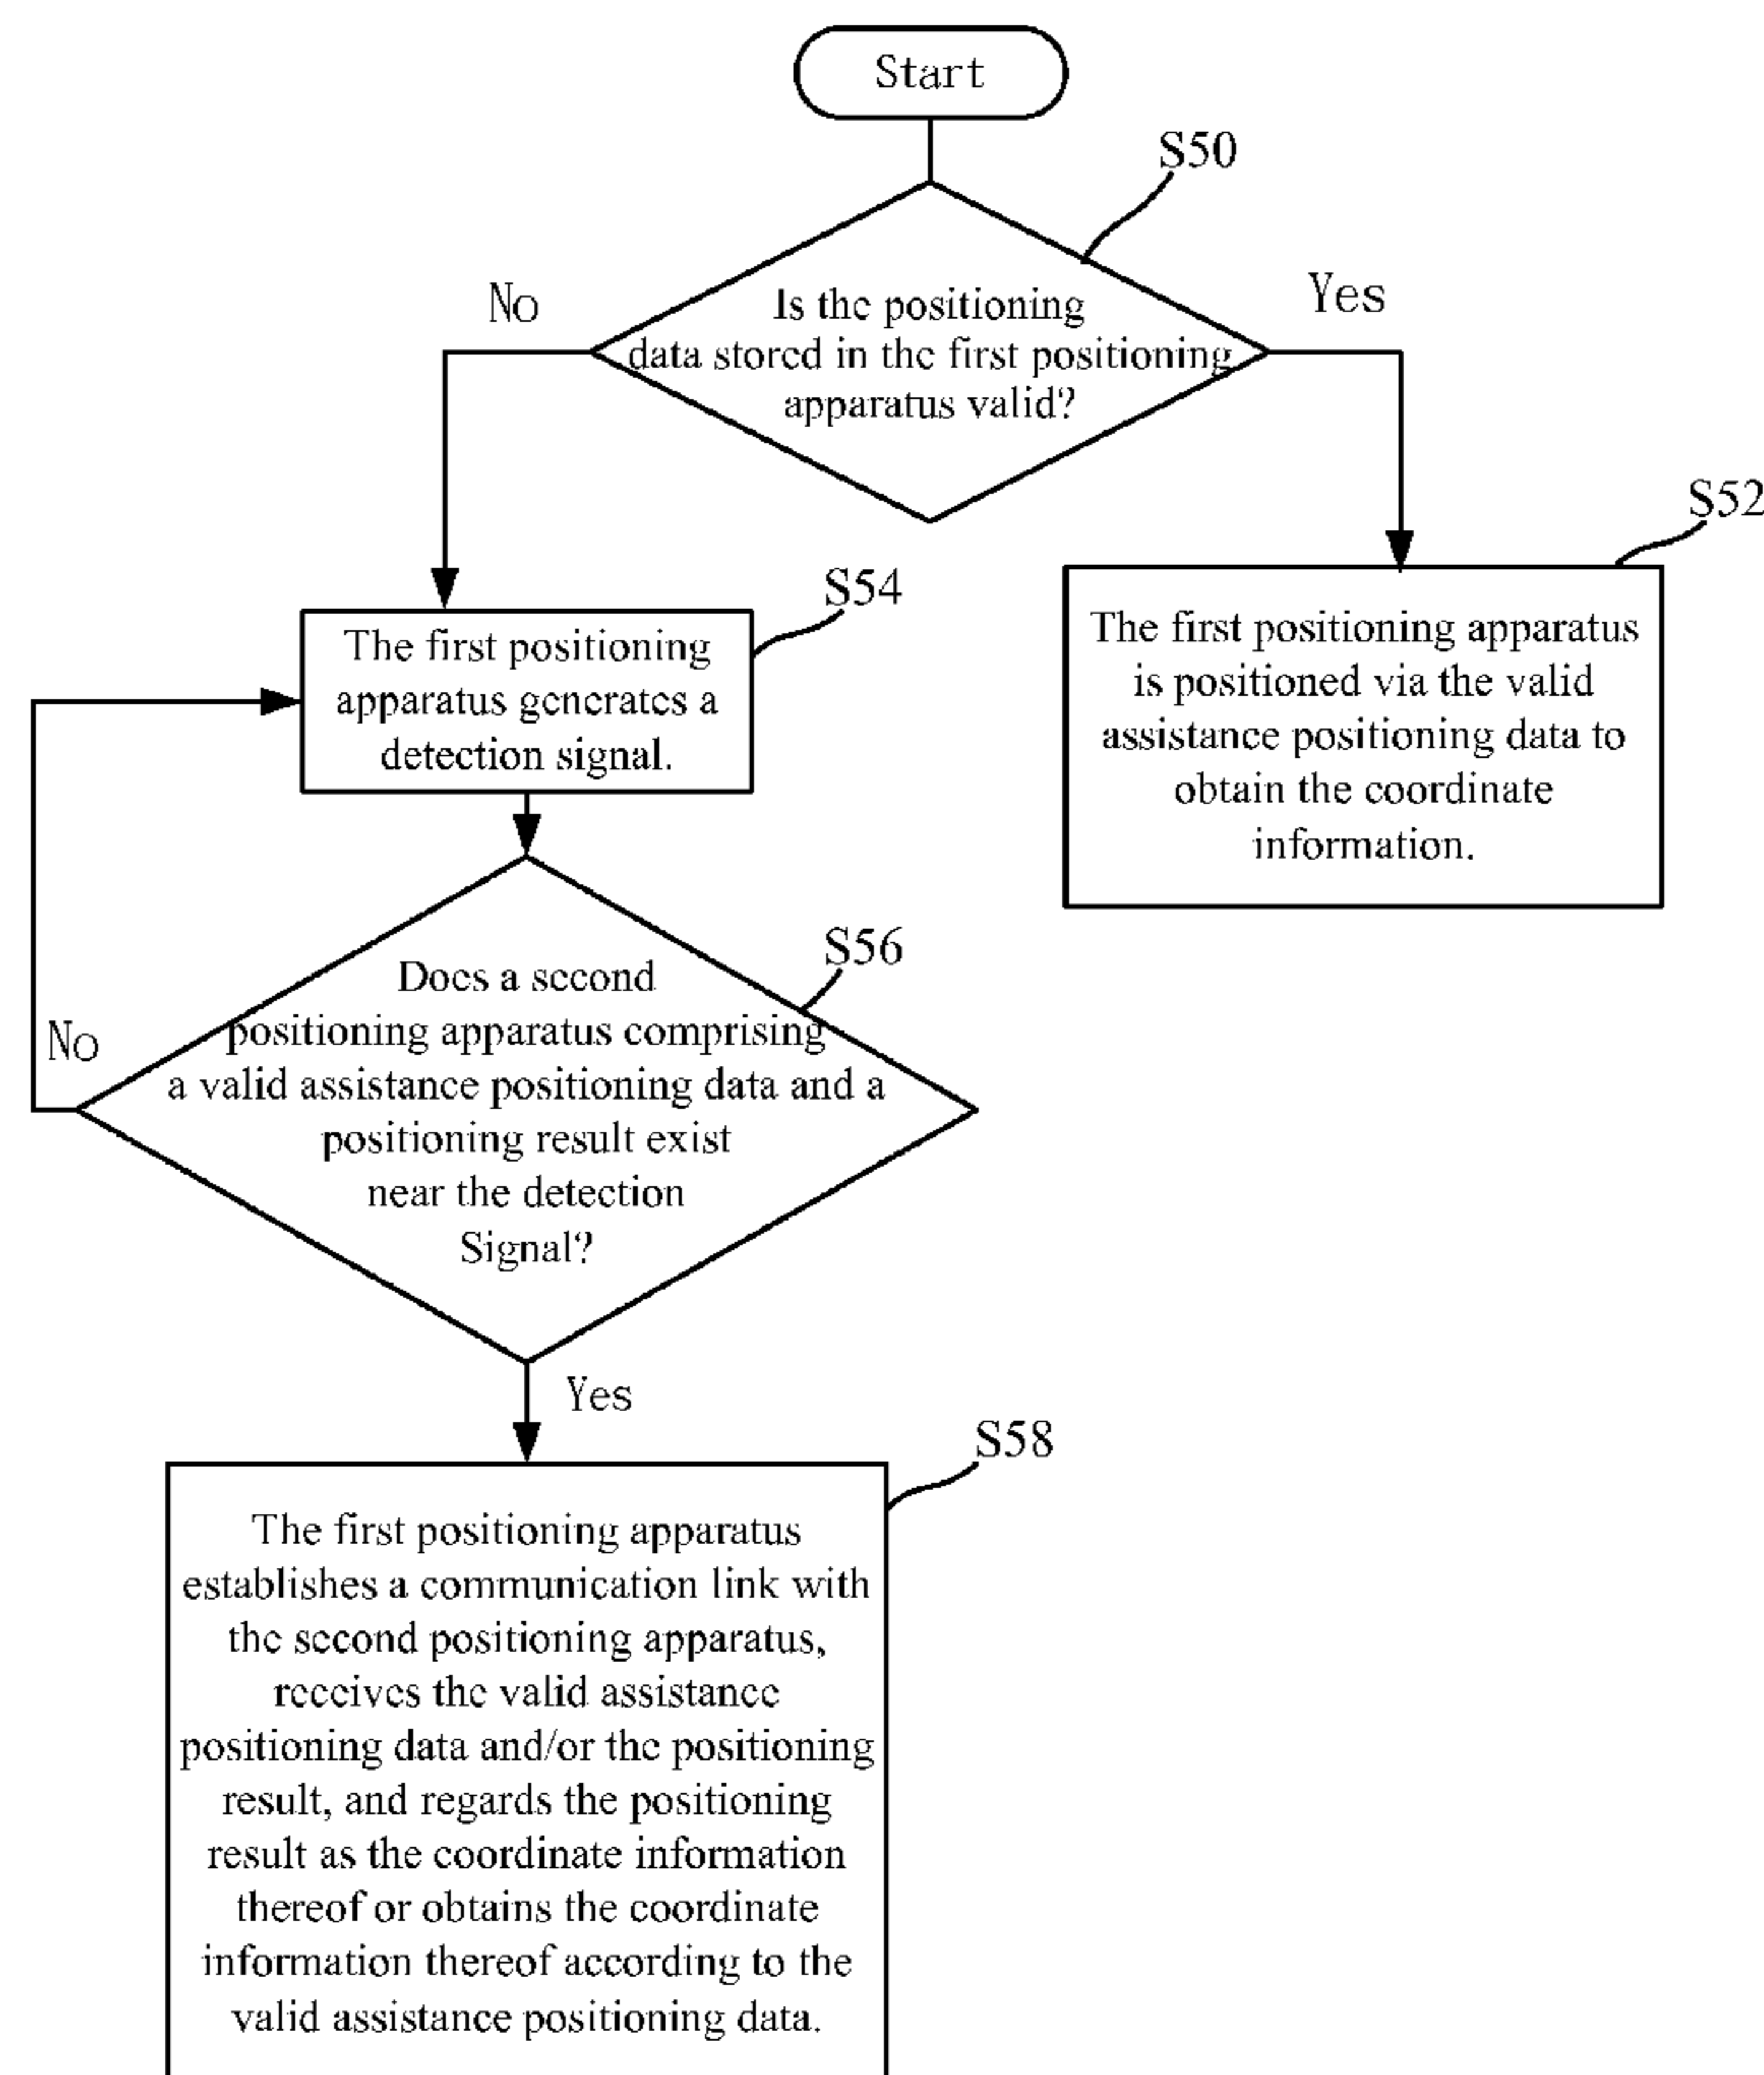 Start
S50
No
Yes
Is the positioning
data stored in the first positioning
apparatus valid?
S52
S54
The first positioning
apparatus generates a
detection signal.
The first positioning apparatus
is positioned via the valid
assistance positioning data to
obtain the coordinate
information.
S56
Does a second
positioning apparatus comprising
a valid assistance positioning data and a
positioning result exist
near the detection
Signal?
No
Yes
S58
The first positioning apparatus
establishes a communication link with
the second positioning apparatus,
receives the valid assistance
positioning data and/or the positioning
result, and regards the positioning
result as the coordinate information
thereof or obtains the coordinate
information thereof according to the
valid assistance positioning data.